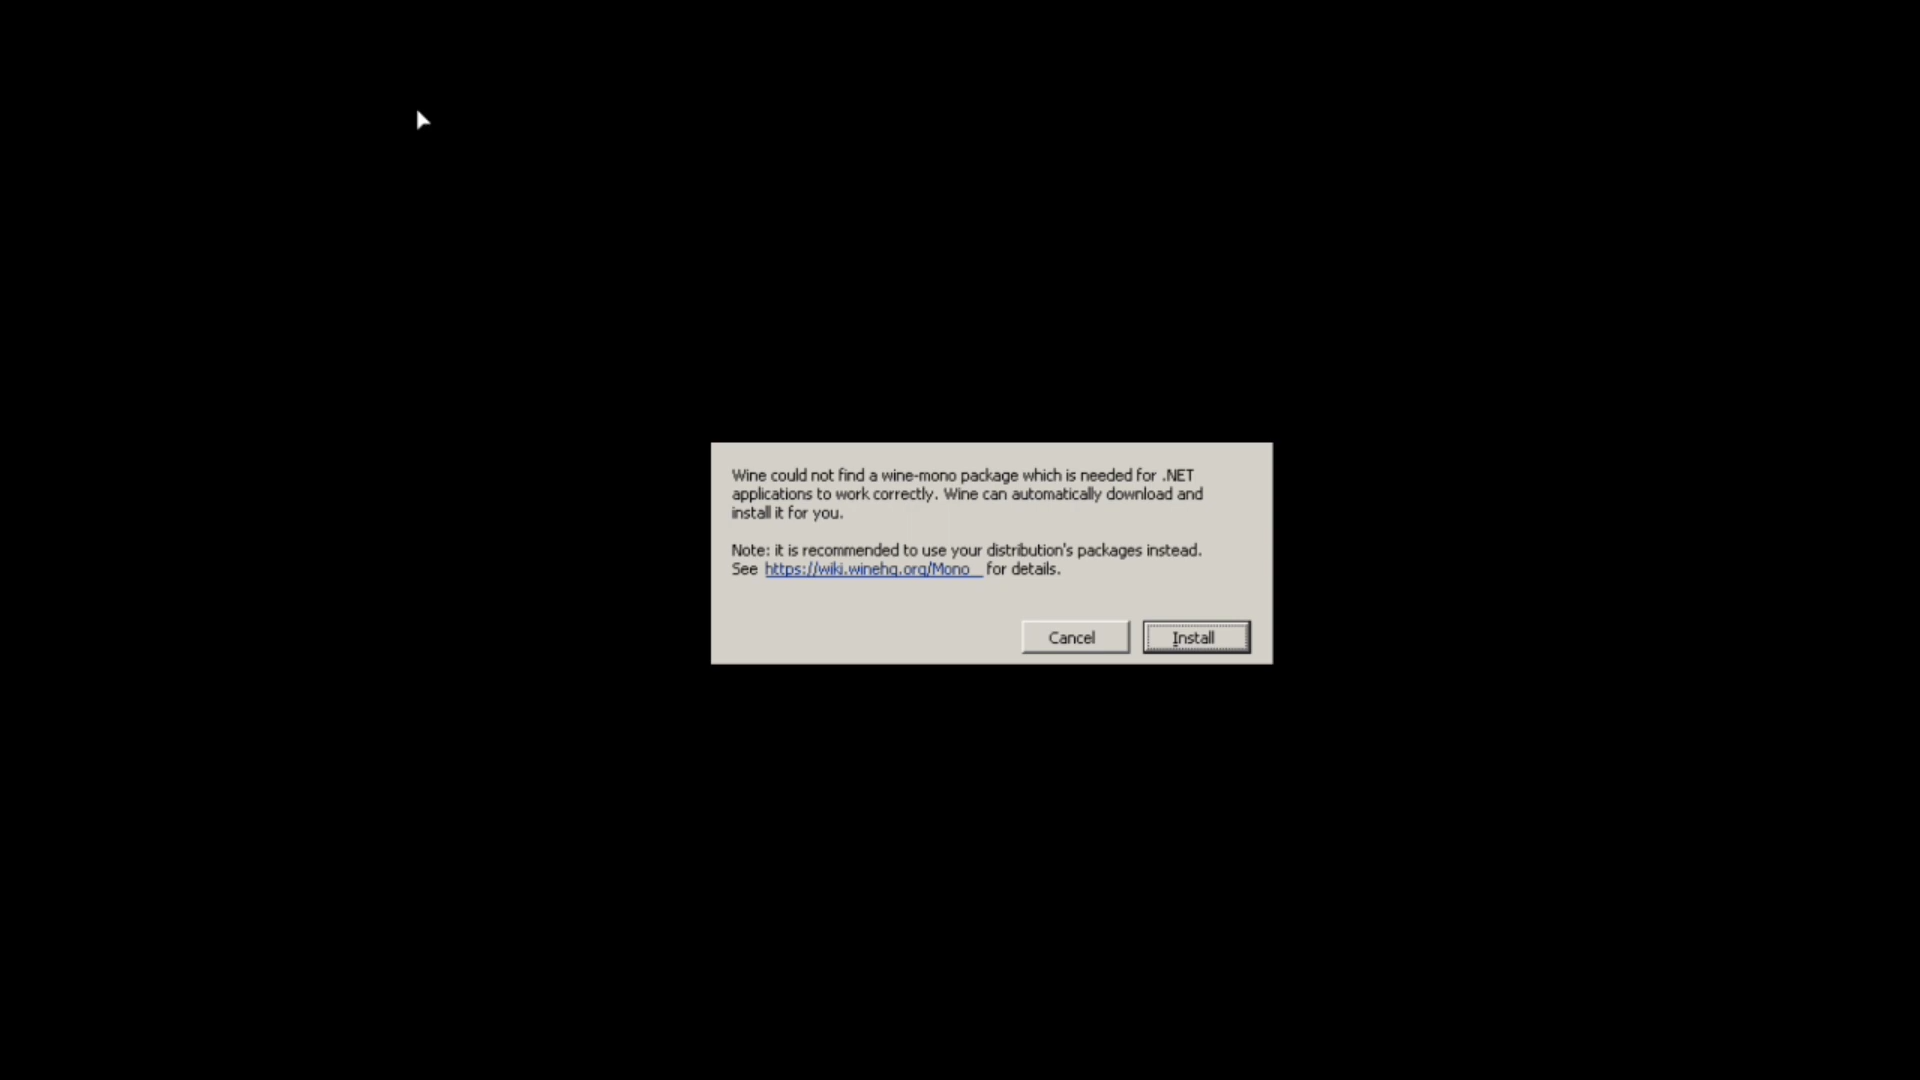 Wine could not find a wine-mono package which is needed for .NET
applications to work correctly. Wine can automatically download and
install it for you.
Note: it is recommended to use your distribution's packages instead.
See https://wiki.winehq.org/Mono for details.
Cancel
Install